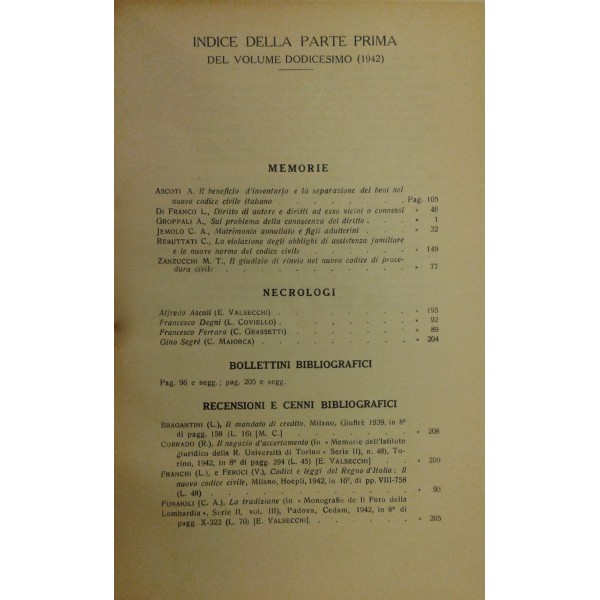 INDICE DELLA PARTE PRIMA
DEL VOLUME DODICESIMO (1942)
MEMORIE
ASCOTI A. Il beneficio d'inventario e la separazione dei beni nel
nuovo codice civile italiano . . . . . . Pag. 105
DI FRANCO L., Diritto di autore e diritti ad esso vicini o connessi » 48
GROPPALI A., Sul problema della conoscenza del diritto . . . » 1
JEMOLO C. A., Matrimonio annullato e figli adulterini . . . » 32
REBUTTATI C., La violazione degli obblighi di assistenza familiare
e le nuove norme del codice civile . . . . . » 149
ZANZUCCHI M. T., Il giudizio di rinvio nel nuovo codice di proce-
dura civile . . . . . . . . . » 77
NECROLOGI
Alfredo Ascoli (E. VALSECCHI) . . . . . . » 195
Francesco Degni (L. COVIELLO) . . . . . . » 92
Francesco Ferrara (C. GRASSETTI) . . . . . . » 89
Gino Segré (C. MAIORCA) . . . . . . . » 204
BOLLETTINI BIBLIOGRAFICI
Pag. 96 e segg.; pag. 205 e segg.
RECENSIONI E CENNI BIBLIOGRAFICI
BRAGANTINI (L.), Il mandato di credito. Milano, Giuffrè 1939, in 8º
di pagg. 158 (L. 16) [M. C.] . . . . . . » 208
CORRADO (R.), Il negozio d'accertamento (in « Memorie dell'Istituto
giuridico della R. Università di Torino » Serie II), n. 48), To-
rino, 1942, in 8º di pagg. 294 (L. 45) [E. VALSECCHI] . . » 209
FRANCHI (L.), e FEROCI (V.), Codici e leggi del Regno d'Italia: Il
nuovo codice civile, Milano, Hoepli, 1942, in 16º, di pp. VIII-758
(L. 48) . . . . . . . . . » 95
FUNAIOLI (C. A.), La tradizione (in « Monografie de Il Foro della
Lombardia », Serie II, vol. III), Padova, Cedam, 1942, in 8º di
pagg. X-322 (L. 70) [E. VALSECCHI]. . . . . . » 205